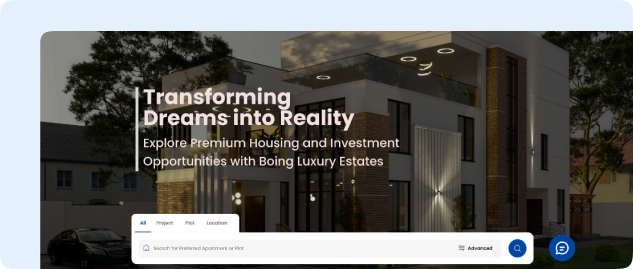 Transforming
Dreams into Reality
Explore Premium Housing and Investment
Opportunities with Boing Luxury Estates
All Project Plot Location
Search for Preferred Apartment or Plot Advanced